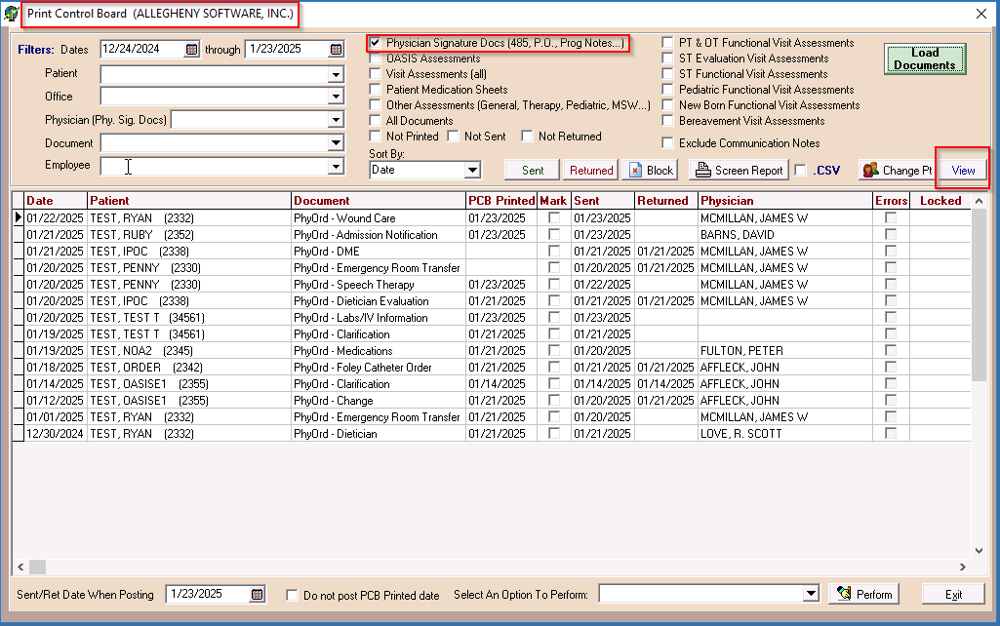 Print Control Board (ALLEGHENY SOFTWARE, INC.)
Filters: Dates 12/24/2024 through 1/23/2025
Patient
Office
Physician (Phy. Sig. Docs)
Document
Employee
Physician Signature Docs (485, P.O., Prog Notes...)
OASIS Assessments
Visit Assessments (all)
Patient Medication Sheets
Other Assessments (General, Therapy, Pediatric, MSW...)
All Documents
Not Printed Not Sent Not Returned
Sort By:
Date
PT & OT Functional Visit Assessments
ST Evaluation Visit Assessments
ST Functional Visit Assessments
Pediatric Functional Visit Assessments
New Born Functional Visit Assessments
Bereavement Visit Assessments
Exclude Communication Notes
Load
Documents
Sent Returned Block Screen Report .CSV Change Pt View
Date Patient Document PCB Printed Mark Sent Returned Physician Errors Locked
01/22/2025 TEST, RYAN (2332) PhyOrd - Wound Care 01/23/2025 01/23/2025 MCMILLAN, JAMES W
01/21/2025 TEST, RUBY (2352) PhyOrd - Admission Notification 01/23/2025 01/23/2025 BARNS, DAVID
01/21/2025 TEST, IPOC (2338) PhyOrd - DME 01/21/2025 01/21/2025 MCMILLAN, JAMES W
01/20/2025 TEST, PENNY (2330) PhyOrd - Emergency Room Transfer 01/20/2025 01/21/2025 MCMILLAN, JAMES W
01/20/2025 TEST, PENNY (2330) PhyOrd - Speech Therapy 01/23/2025 01/22/2025 MCMILLAN, JAMES W
01/20/2025 TEST, IPOC (2338) PhyOrd - Dietician Evaluation 01/21/2025 01/21/2025 01/21/2025 MCMILLAN, JAMES W
01/20/2025 TEST, TEST T (34561) PhyOrd - Labs/IV Information 01/23/2025 01/23/2025
01/19/2025 TEST, TEST T (34561) PhyOrd - Clarification 01/21/2025 01/21/2025
01/19/2025 TEST, NOA2 (2345) PhyOrd - Medications 01/21/2025 01/20/2025 FULTON, PETER
01/18/2025 TEST, ORDER (2342) PhyOrd - Foley Catheter Order 01/21/2025 01/21/2025 01/21/2025 AFFLECK, JOHN
01/14/2025 TEST, OASISE1 (2355) PhyOrd - Clarification 01/21/2025 01/14/2025 01/14/2025 AFFLECK, JOHN
01/12/2025 TEST, OASISE1 (2355) PhyOrd - Change 01/21/2025 01/20/2025 01/21/2025 AFFLECK, JOHN
01/01/2025 TEST, RYAN (2332) PhyOrd - Emergency Room Transfer 01/21/2025 01/20/2025 MCMILLAN, JAMES W
12/30/2024 TEST, RYAN (2332) PhyOrd - Dietician 01/21/2025 01/21/2025 LOVE, R. SCOTT
Sent/Ret Date When Posting 1/23/2025 Do not post PCB Printed date Select An Option To Perform: Perform Exit